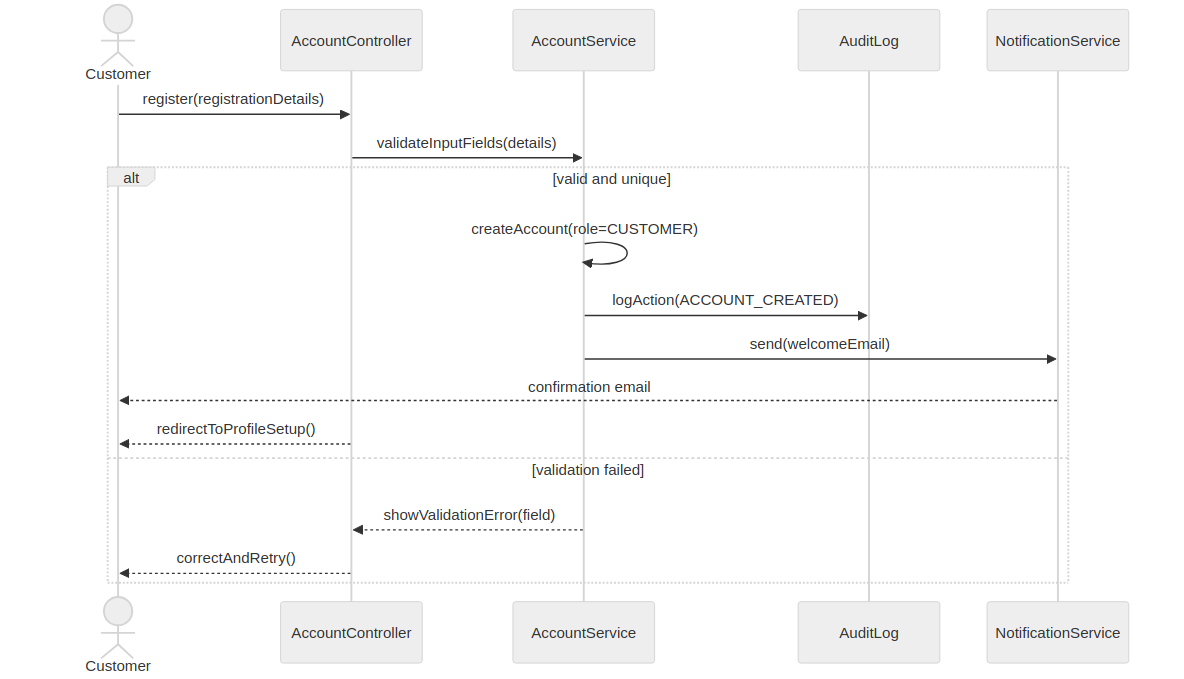 Customer
AccountController
AccountService
AuditLog
NotificationService
register(registrationDetails)
validateInputFields(details)
alt
[valid and unique]
createAccount(role=CUSTOMER)
logAction(ACCOUNT_CREATED)
send(welcomeEmail)
confirmation email
redirectToProfileSetup()
[validation failed]
showValidationError(field)
correctAndRetry()
Customer
AccountController
AccountService
AuditLog
NotificationService